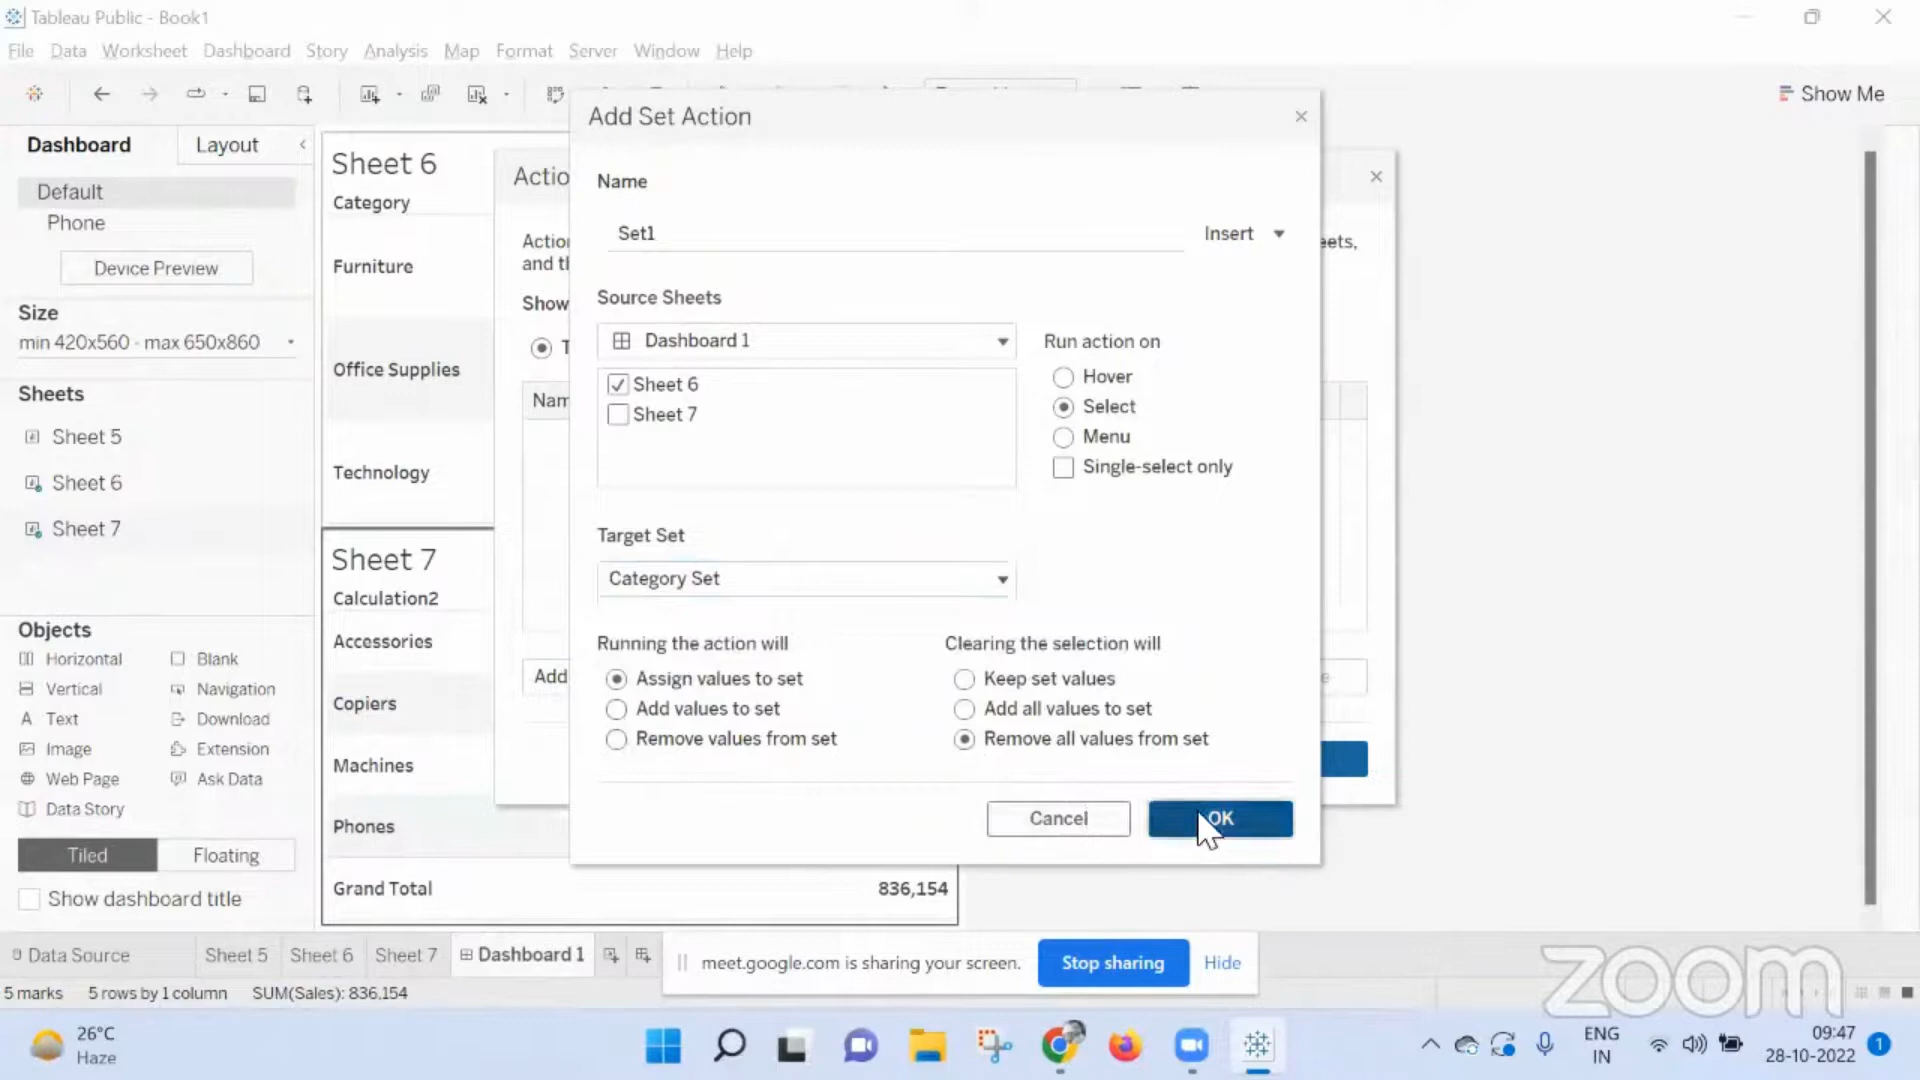 Tableau Public - Book1
File Data Worksheet Dashboard Story Analysis Map Format Server Window Help
Show Me
Dashboard Layout
Default
Phone
Device Preview
Size
min 420x560 - max 650x860
Sheets
Sheet 5
Sheet 6
Sheet 7
Objects
Horizontal Blank
Vertical Navigation
A Text Download
Image Extension
Web Page Ask Data
Data Story
Tiled Floating
Show dashboard title
Sheet 6
Category
Furniture
Office Supplies
Technology
Sheet 7
Calculation2
Accessories
Copiers
Machines
Phones
Grand Total 836,154
Actio
Action
eets,
and th
Show
T
Nam
Add
e
Add Set Action
Name
Set1 Insert
Source Sheets
Dashboard 1
Sheet 6
Sheet 7
Run action on
Hover
Select
Menu
Single-select only
Target Set
Category Set
Running the action will
Assign values to set
Add values to set
Remove values from set
Clearing the selection will
Keep set values
Add all values to set
Remove all values from set
Cancel OK
Data Source Sheet 5 Sheet 6 Sheet 7 Dashboard 1
meet.google.com is sharing your screen. Stop sharing Hide
5 marks 5 rows by 1 column SUM(Sales): 836,154
zoom
26°C
Haze
ENG
IN
09:47
28-10-2022
1